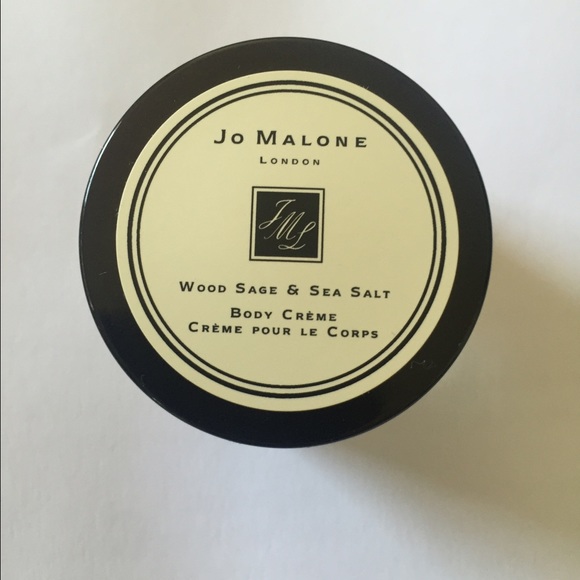 Jo Malone
London
JML
Wood Sage & Sea Salt
Body Crème
Crème pour le Corps